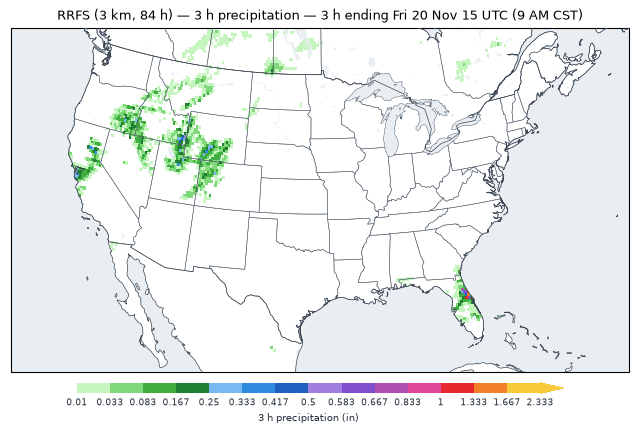 RRFS (3 km, 84 h) — 3 h precipitation — 3 h ending Fri 20 Nov 15 UTC (9 AM CST)
0.01 0.033 0.083 0.167 0.25 0.333 0.417 0.5 0.583 0.667 0.833 1 1.333 1.667 2.333
3 h precipitation (in)